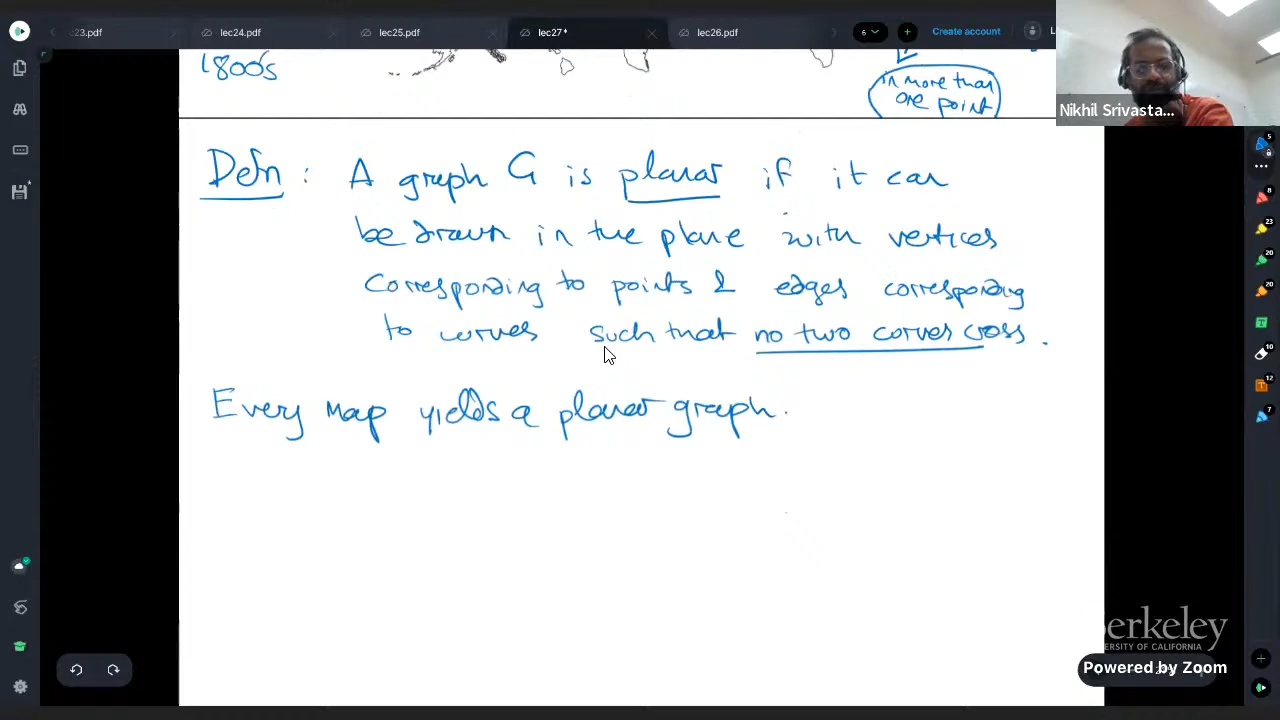 23.pdf
lec24.pdf
lec25.pdf
lec27*
lec26.pdf
6
Create account
1800s
in more than
one point
Nikhil Srivasta...
Defn: A graph G is planar if it can
be drawn in the plane with vertices
corresponding to points & edges corresponding
to curves such that no two curves cross.
Every map yields a planar graph.
Berkeley
UNIVERSITY OF CALIFORNIA
Powered by Zoom